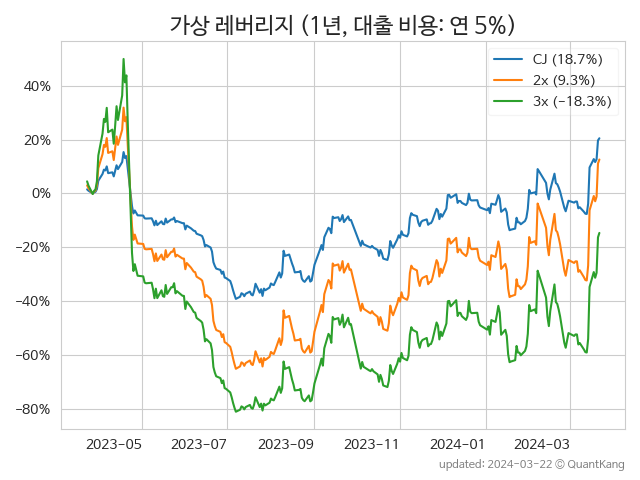 가상 레버리지 (1년, 대출 비용: 연 5%)
CJ (18.7%)
2x (9.3%)
3x (−18.3%)
40%
20%
0%
−20%
−40%
−60%
−80%
2023-05 2023-07 2023-09 2023-11 2024-01 2024-03
updated: 2024-03-22 © QuantKang